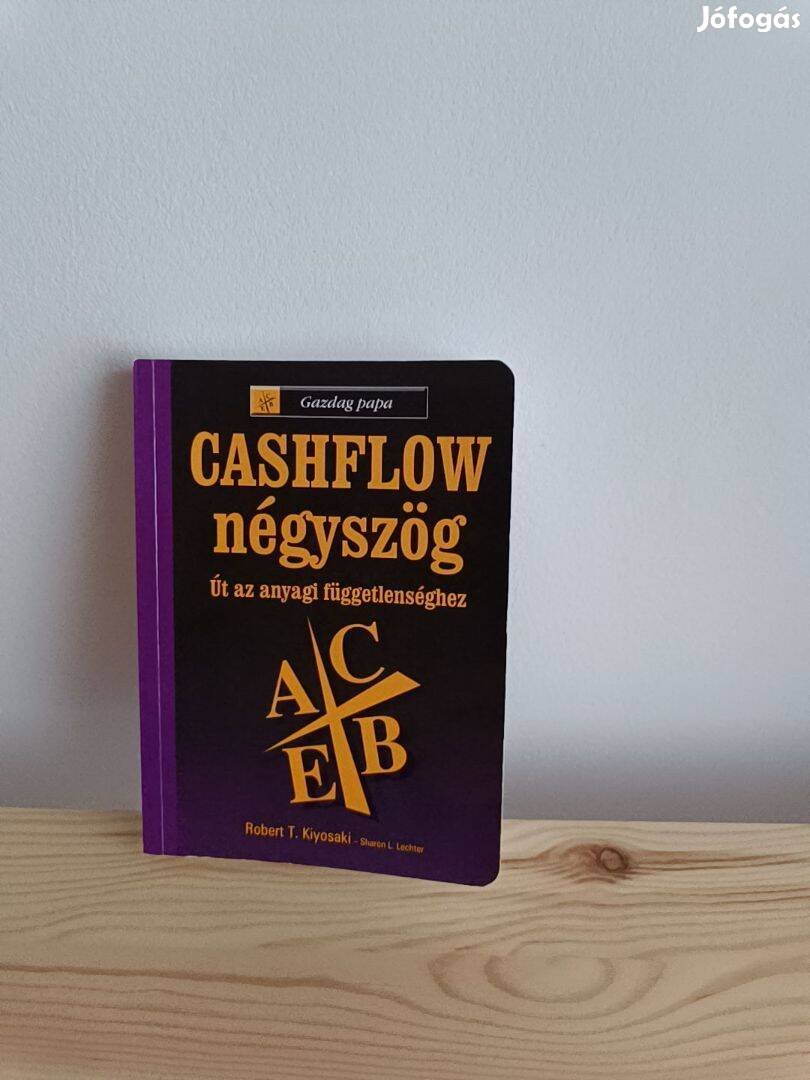 Jófogás
Gazdag papa
CASHFLOW
négyszög
Út az anyagi függetlenséghez
A C
E B
Robert T. Kiyosaki - Sharon L. Lechter